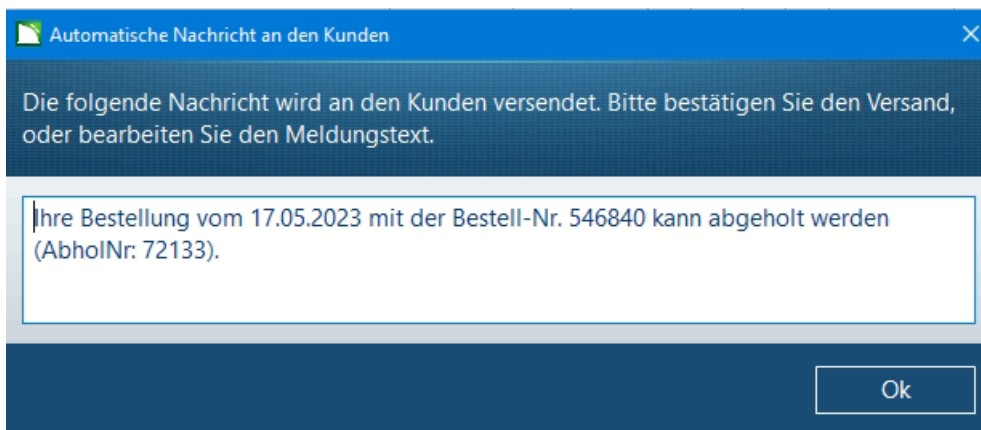 Automatische Nachricht an den Kunden
Die folgende Nachricht wird an den Kunden versendet. Bitte bestätigen Sie den Versand,
oder bearbeiten Sie den Meldungstext.
Ihre Bestellung vom 17.05.2023 mit der Bestell-Nr. 546840 kann abgeholt werden
(AbholNr: 72133).
Ok